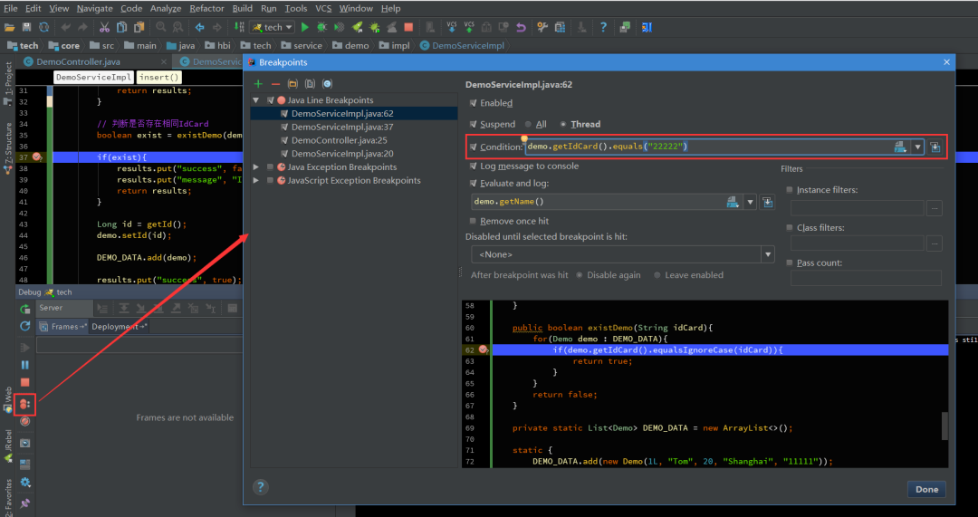 File Edit View Navigate Code Analyze Refactor Build Run Tools VCS Window Help
tech
tech core src main java hbi tech service demo impl DemoServiceImpl
DemoController.java
DemoServiceImpl insert()
31 return results;
32 }
33
34 // 判断是否存在相同IdCard
35 boolean exist = existDemo(dem
36
37 if(exist){
38 results.put("success", fa
39 results.put("message", "I
40 return results;
41 }
42
43 Long id = getId();
44 demo.setId(id);
45
46 DEMO_DATA.add(demo);
47
48 results.put("success", true);
Debug tech
Server
Frames Deployment
Frames are not available
1: Project
7: Structure
Web
JRebel
2: Favorites
Breakpoints
Java Line Breakpoints
DemoServiceImpl.java:62
DemoServiceImpl.java:37
DemoController.java:25
DemoServiceImpl.java:20
Java Exception Breakpoints
JavaScript Exception Breakpoints
DemoServiceImpl.java:62
Enabled
Suspend All Thread
Condition: demo.getIdCard().equals("22222")
Log message to console
Evaluate and log:
demo.getName()
Remove once hit
Disabled until selected breakpoint is hit:
<None>
After breakpoint was hit Disable again Leave enabled
Filters
Instance filters:
Class filters:
Pass count:
58 }
59
60 public boolean existDemo(String idCard){
61 for(Demo demo : DEMO_DATA){
62 if(demo.getIdCard().equalsIgnoreCase(idCard)){
63 return true;
64 }
65 }
66 return false;
67 }
68
69 private static List<Demo> DEMO_DATA = new ArrayList<>();
70
71 static {
72 DEMO_DATA.add(new Demo(1L, "Tom", 20, "Shanghai", "11111"));
Done